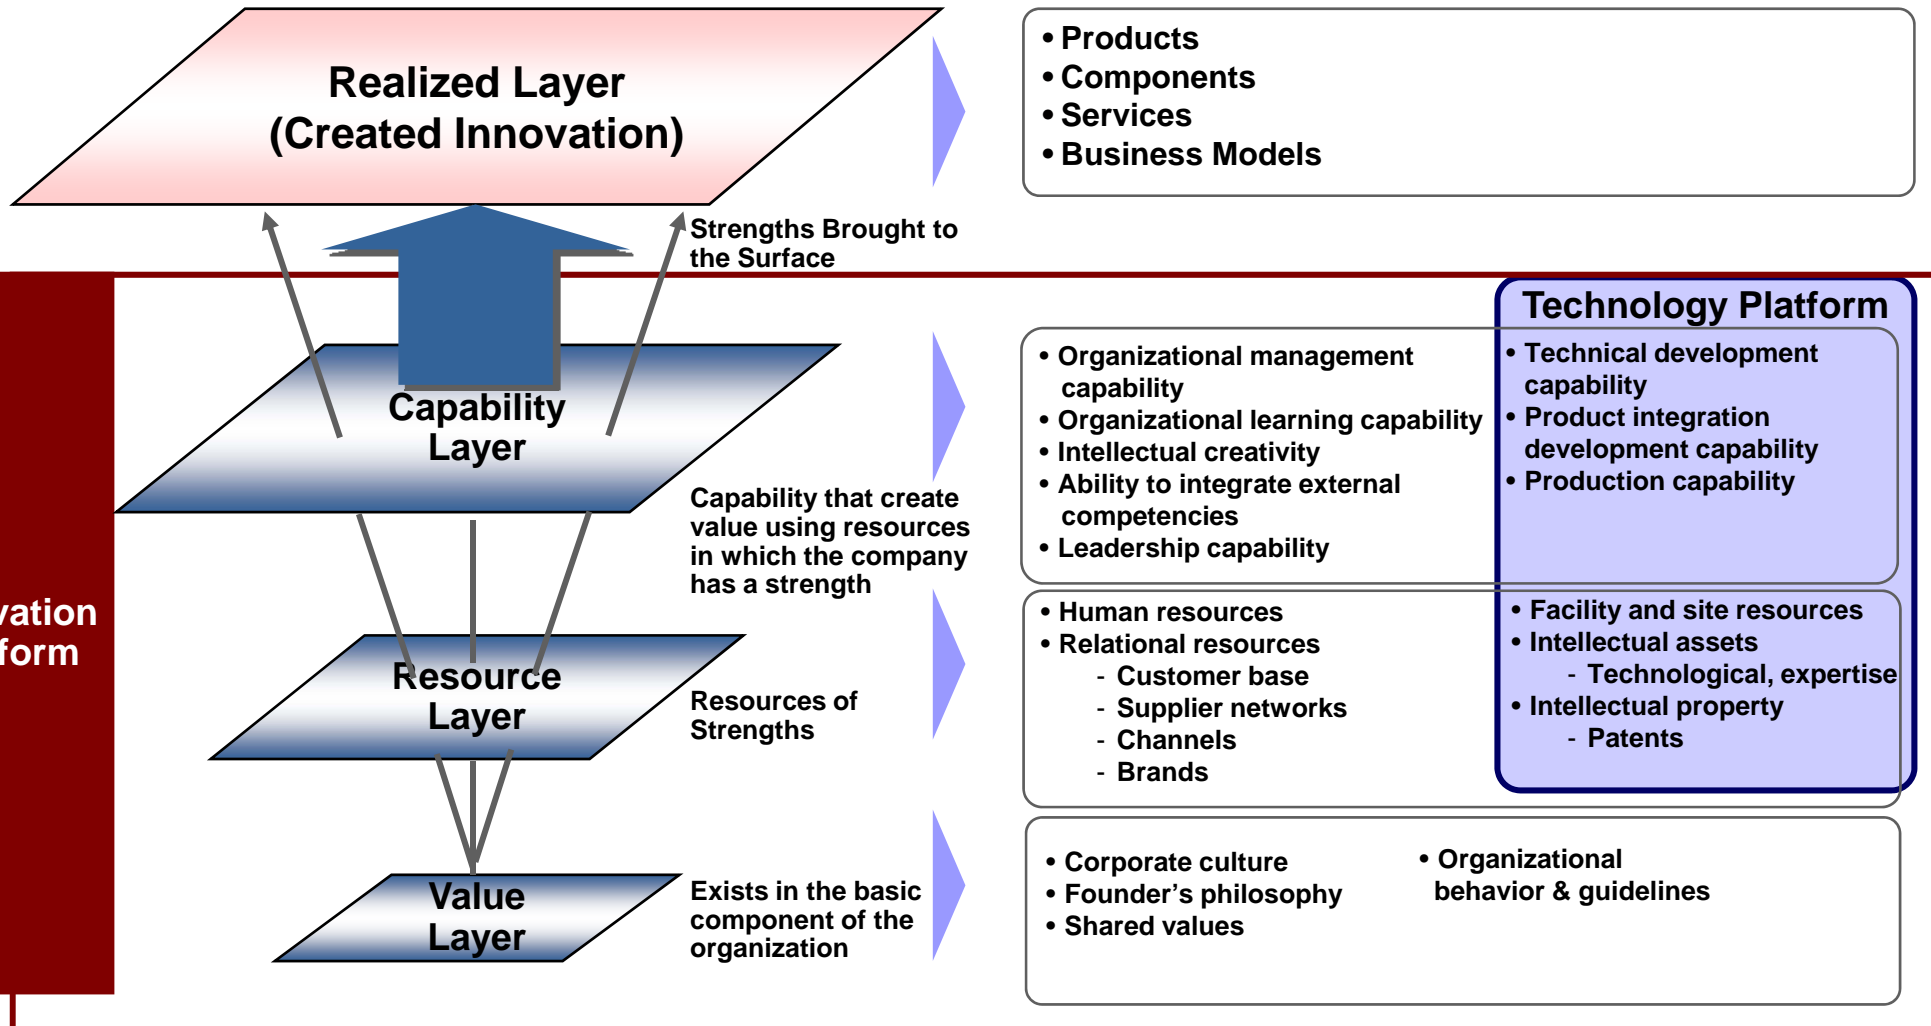 Realized Layer
(Created Innovation)
• Products
• Components
• Services
• Business Models
Strengths Brought to
the Surface
Technology Platform
Capability
Layer
• Organizational management
capability
• Organizational learning capability
• Intellectual creativity
• Ability to integrate external
competencies
• Leadership capability
• Technical development
capability
• Product integration
development capability
• Production capability
Capability that create
value using resources
in which the company
has a strength
vation
form
Resource
Layer
Resources of
Strengths
• Human resources
• Relational resources
- Customer base
- Supplier networks
- Channels
- Brands
• Facility and site resources
• Intellectual assets
- Technological, expertise
• Intellectual property
- Patents
Value
Layer
Exists in the basic
component of the
organization
• Corporate culture
• Founder’s philosophy
• Shared values
• Organizational
behavior & guidelines